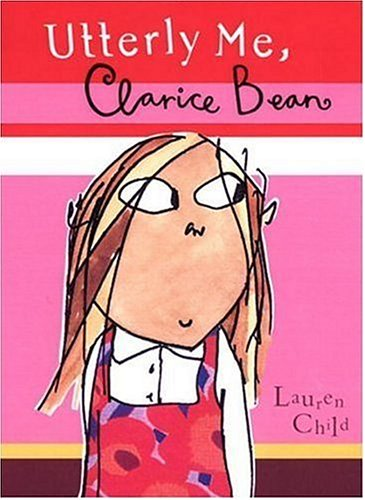 Utterly Me,
Clarice Bean
Lauren
Child